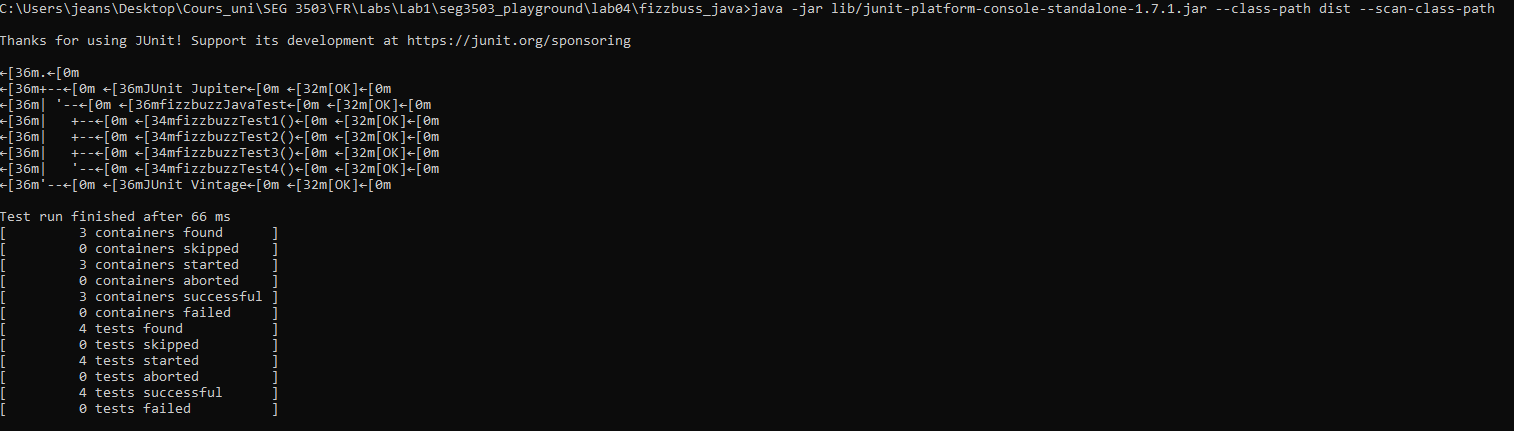 C:\Users\jeans\Desktop\Cours_uni\SEG 3503\FR\Labs\Lab1\seg3503_playground\lab04\fizzbuss_java>java -jar lib/junit-platform-console-standalone-1.7.1.jar --class-path dist --scan-class-path
Thanks for using JUnit! Support its development at https://junit.org/sponsoring
←[36m.←[0m
←[36m+--←[0m ←[36mJUnit Jupiter←[0m ←[32m[OK]←[0m
←[36m| '--←[0m ←[36mfizzbuzzJavaTest←[0m ←[32m[OK]←[0m
←[36m|   +--←[0m ←[34mfizzbuzzTest1()←[0m ←[32m[OK]←[0m
←[36m|   +--←[0m ←[34mfizzbuzzTest2()←[0m ←[32m[OK]←[0m
←[36m|   +--←[0m ←[34mfizzbuzzTest3()←[0m ←[32m[OK]←[0m
←[36m|   '--←[0m ←[34mfizzbuzzTest4()←[0m ←[32m[OK]←[0m
←[36m'--←[0m ←[36mJUnit Vintage←[0m ←[32m[OK]←[0m
Test run finished after 66 ms
[         3 containers found      ]
[         0 containers skipped    ]
[         3 containers started    ]
[         0 containers aborted    ]
[         3 containers successful ]
[         0 containers failed     ]
[         4 tests found           ]
[         0 tests skipped         ]
[         4 tests started         ]
[         0 tests aborted         ]
[         4 tests successful      ]
[         0 tests failed          ]